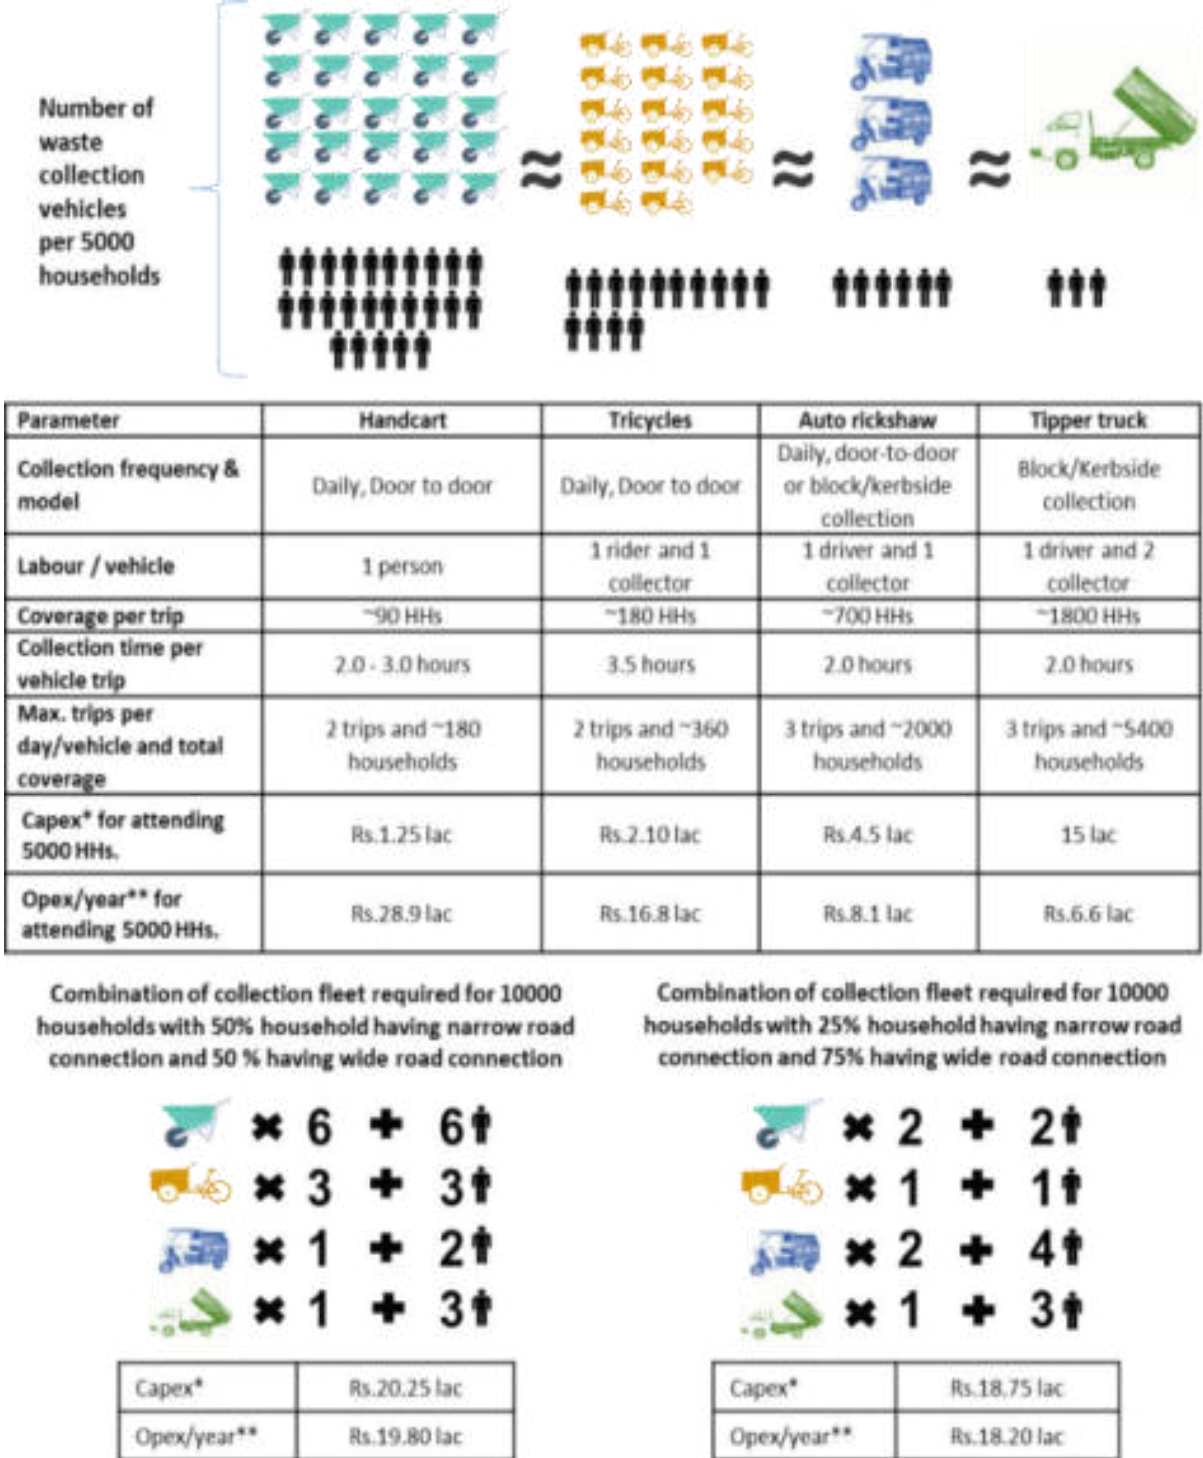 Number of
waste
collection
vehicles
per 5000
households
≈ ≈ ≈
Parameter Handcart Tricycles Auto rickshaw Tipper truck
Collection frequency &
model
Daily, Door to door
Daily, Door to door
Daily, door-to-door
or block/kerbside
collection
Block/Kerbside
collection
Labour / vehicle
1 person
1 rider and 1
collector
1 driver and 1
collector
1 driver and 2
collector
Coverage per trip ~90 HHs ~180 HHs ~700 HHs ~1800 HHs
Collection time per
vehicle trip
2.0 - 3.0 hours
3.5 hours
2.0 hours
2.0 hours
Max. trips per
day/vehicle and total
coverage
2 trips and ~180
households
2 trips and ~360
households
3 trips and ~2000
households
3 trips and ~5400
households
Capex* for attending
5000 HHs.
Rs.1.25 lac
Rs.2.10 lac
Rs.4.5 lac
15 lac
Opex/year** for
attending 5000 HHs.
Rs.28.9 lac
Rs.16.8 lac
Rs.8.1 lac
Rs.6.6 lac
Combination of collection fleet required for 10000
households with 50% household having narrow road
connection and 50 % having wide road connection
× 6 + 6
× 3 + 3
× 1 + 2
× 1 + 3
Capex* Rs.20.25 lac
Opex/year** Rs.19.80 lac
Combination of collection fleet required for 10000
households with 25% household having narrow road
connection and 75% having wide road connection
× 2 + 2
× 1 + 1
× 2 + 4
× 1 + 3
Capex* Rs.18.75 lac
Opex/year** Rs.18.20 lac